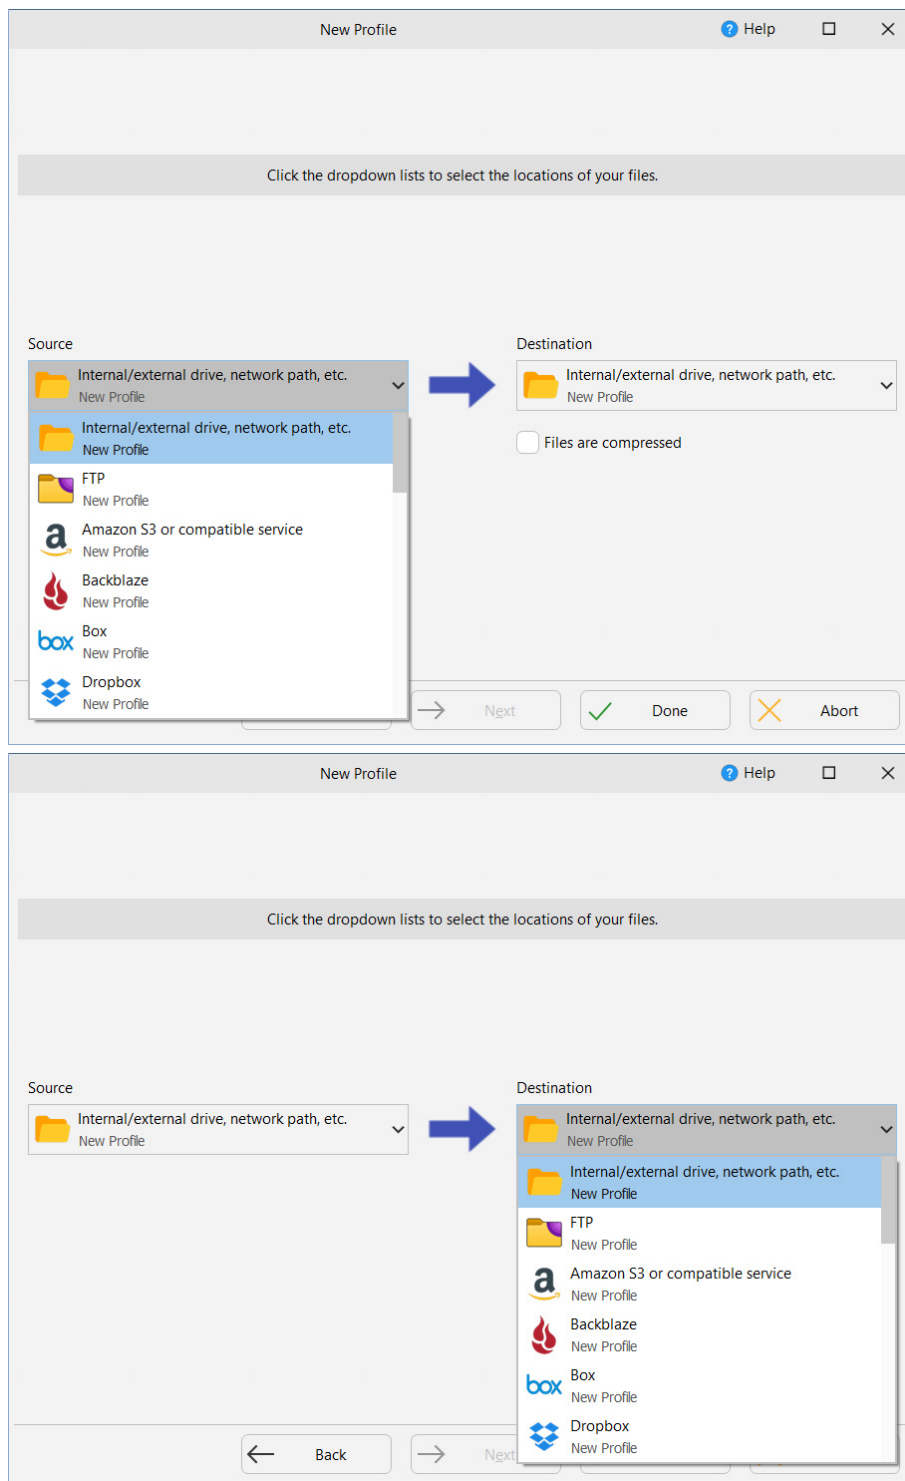 New Profile
Help
Click the dropdown lists to select the locations of your files.
Source
Destination
Internal/external drive, network path, etc.
New Profile
Internal/external drive, network path, etc.
New Profile
Internal/external drive, network path, etc.
New Profile
Files are compressed
FTP
New Profile
a
Amazon S3 or compatible service
New Profile
Backblaze
New Profile
box
Box
New Profile
Dropbox
New Profile
Next
Done
Abort
New Profile
Help
Click the dropdown lists to select the locations of your files.
Source
Destination
Internal/external drive, network path, etc.
New Profile
Internal/external drive, network path, etc.
New Profile
Internal/external drive, network path, etc.
New Profile
FTP
New Profile
a
Amazon S3 or compatible service
New Profile
Backblaze
New Profile
box
Box
New Profile
Dropbox
New Profile
Back
Next